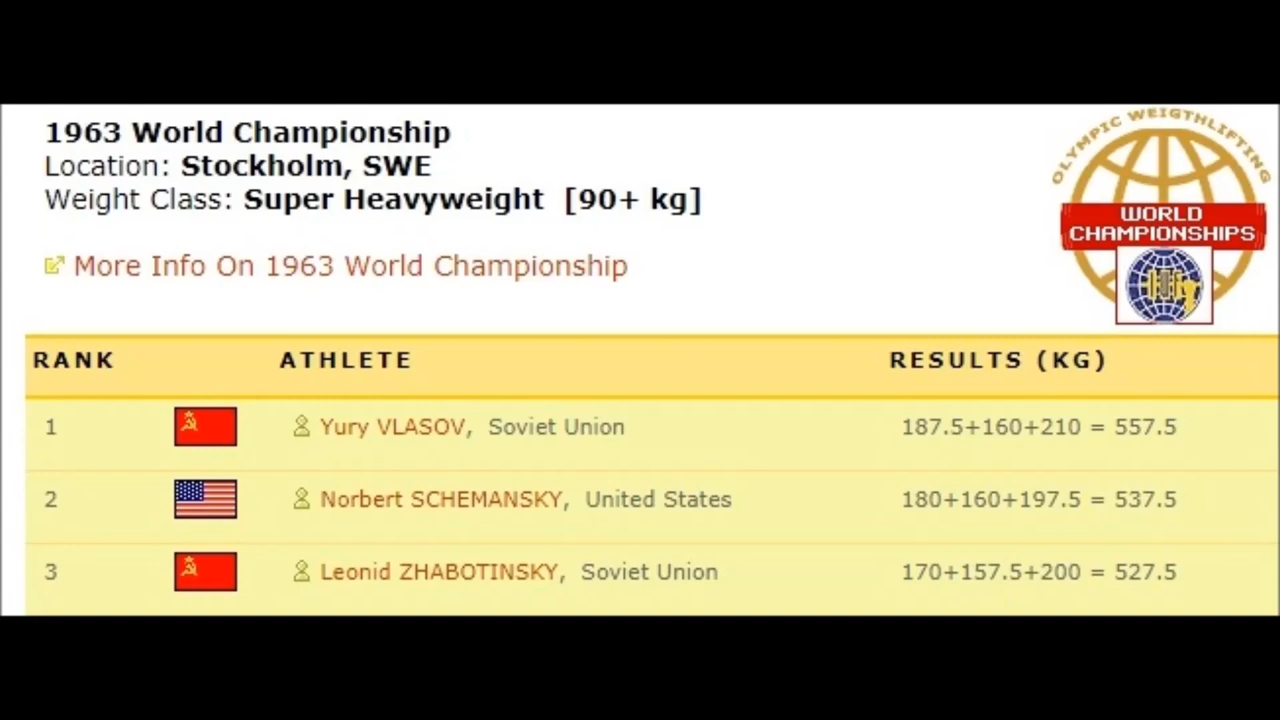 1963 World Championship
Location: Stockholm, SWE
Weight Class: Super Heavyweight [90+ kg]
More Info On 1963 World Championship
OLYMPIC WEIGTHLIFTING
WORLD
CHAMPIONSHIPS
RANK ATHLETE RESULTS (KG)
1 Yury VLASOV, Soviet Union 187.5+160+210 = 557.5
2 Norbert SCHEMANSKY, United States 180+160+197.5 = 537.5
3 Leonid ZHABOTINSKY, Soviet Union 170+157.5+200 = 527.5